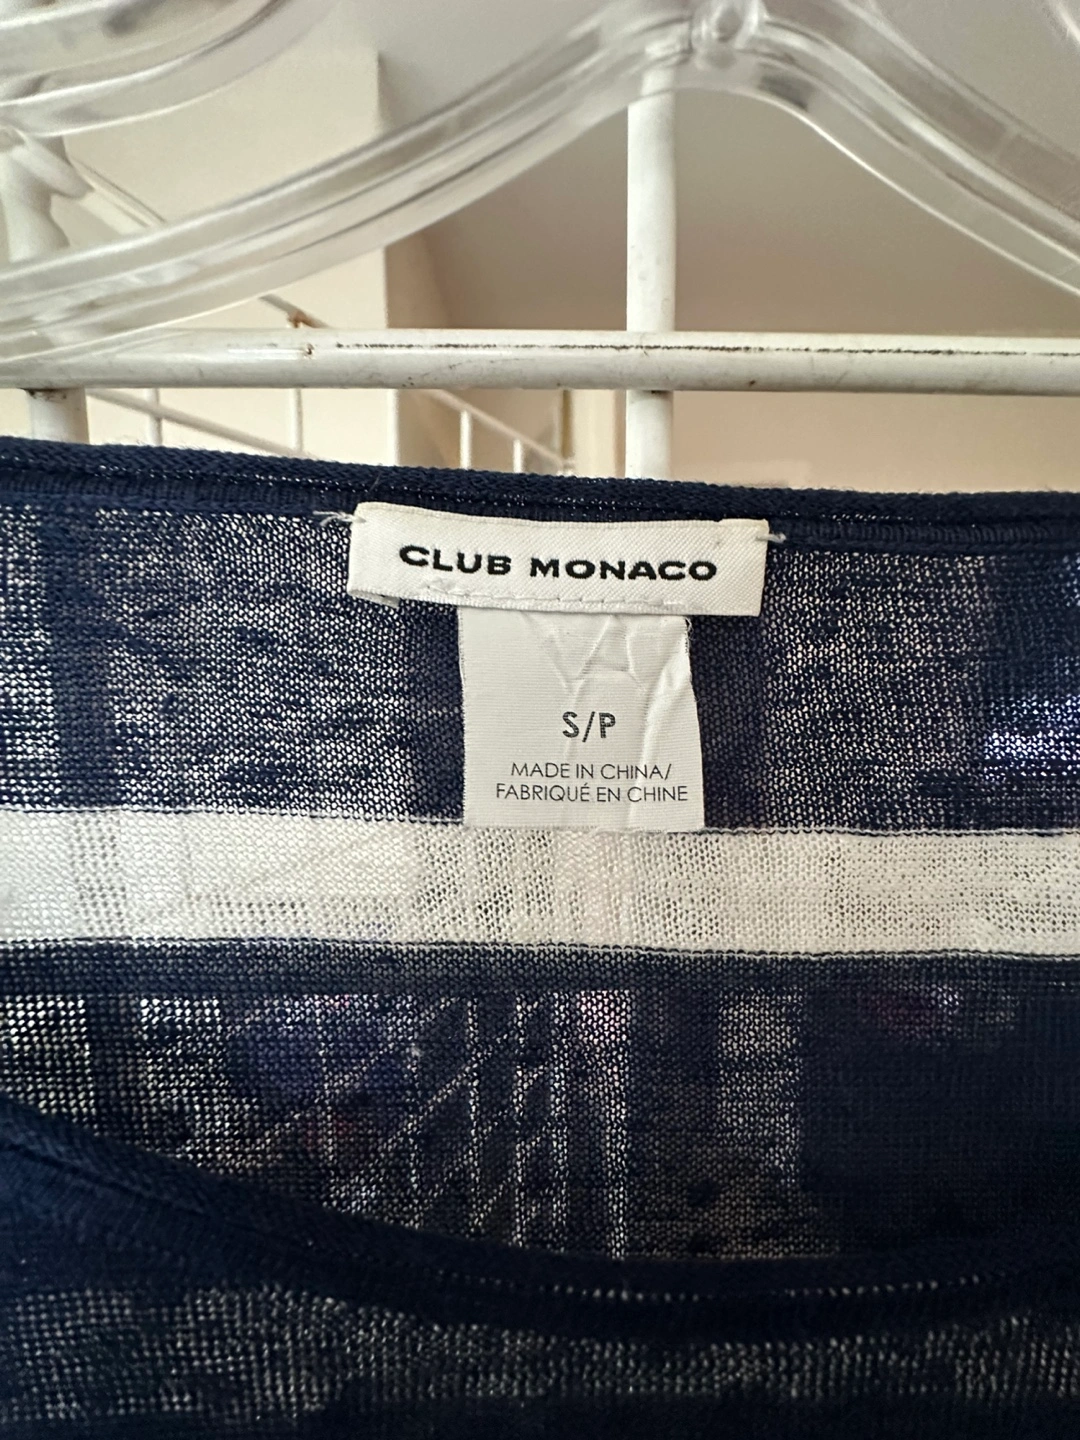 CLUB MONACO
S/P
MADE IN CHINA/
FABRIQUÉ EN CHINE